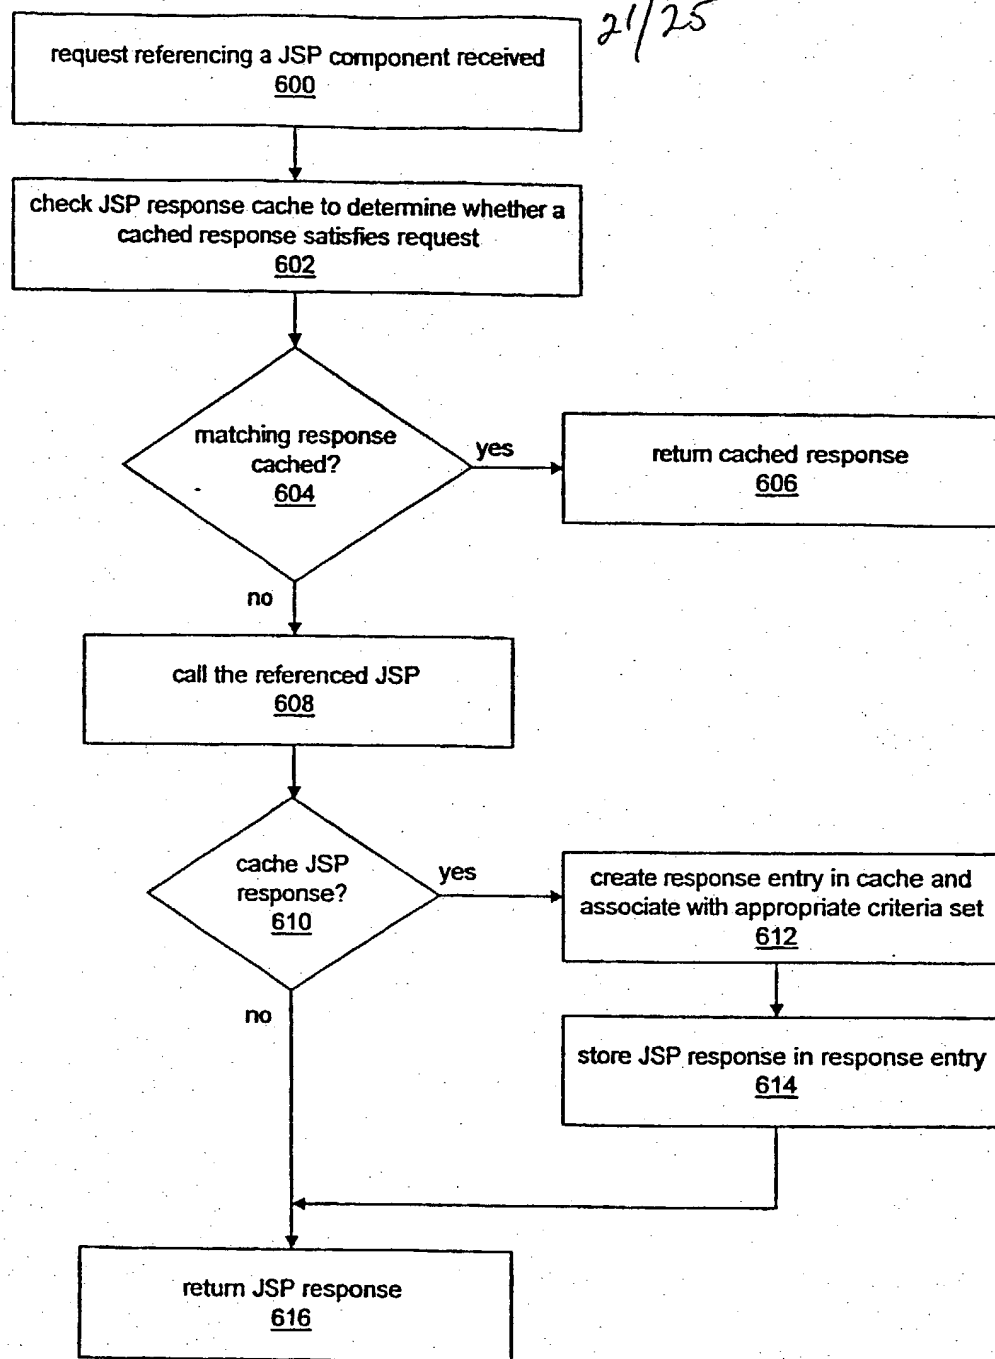 21/25
request referencing a JSP component received
600
check JSP response cache to determine whether a
cached response satisfies request
602
matching response
cached?
604
yes
return cached response
606
no
call the referenced JSP
608
cache JSP
response?
610
yes
create response entry in cache and
associate with appropriate criteria set
612
no
store JSP response in response entry
614
return JSP response
616